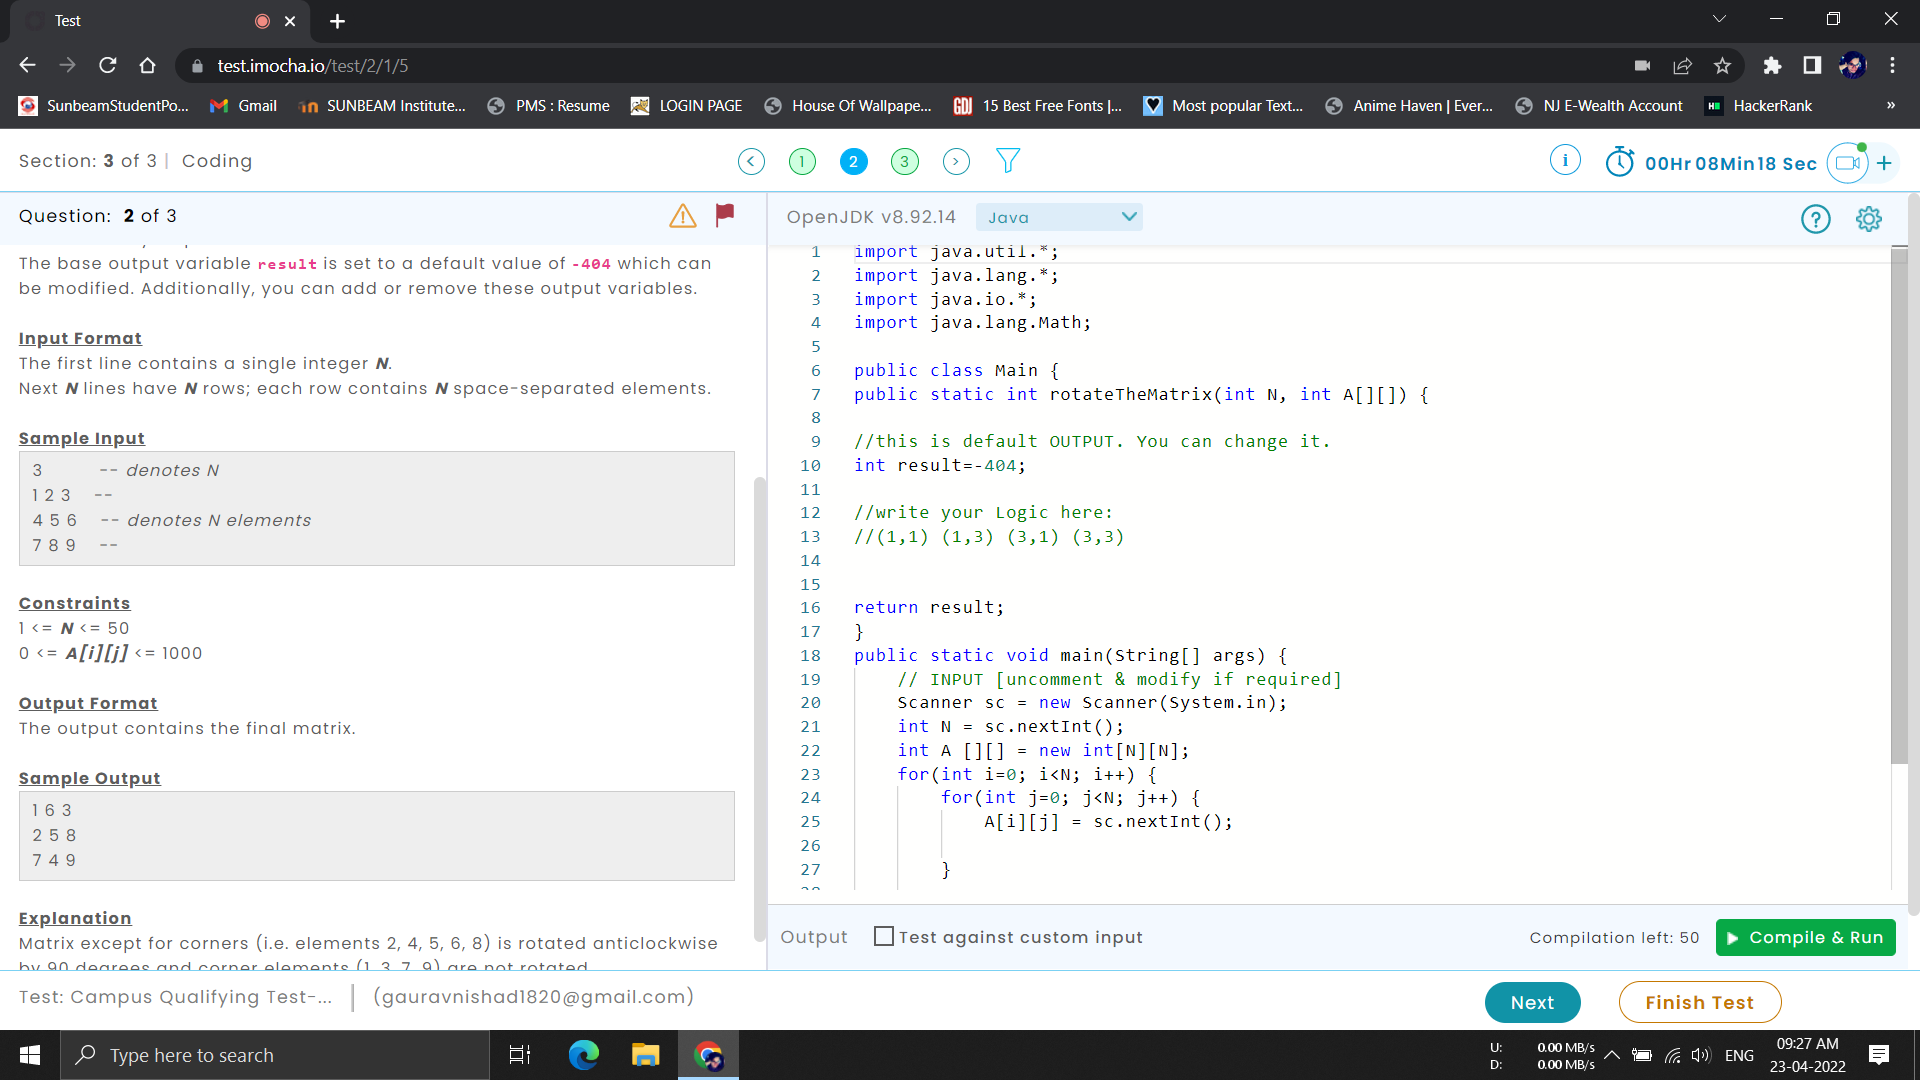 Test
test.imocha.io/test/2/1/5
SunbeamStudentPo... Gmail SUNBEAM Institute... PMS : Resume LOGIN PAGE House Of Wallpape... GDJ 15 Best Free Fonts |... Most popular Text... Anime Haven | Ever... NJ E-Wealth Account HackerRank »
Section: 3 of 3 | Coding
< 1 2 3 >
i 00Hr 08Min18 Sec +
Question: 2 of 3
The base output variable result is set to a default value of -404 which can
be modified. Additionally, you can add or remove these output variables.
Input Format
The first line contains a single integer N.
Next N lines have N rows; each row contains N space-separated elements.
Sample Input
3 -- denotes N
1 2 3 --
4 5 6 -- denotes N elements
7 8 9 --
Constraints
1 <= N <= 50
0 <= A[i][j] <= 1000
Output Format
The output contains the final matrix.
Sample Output
1 6 3
2 5 8
7 4 9
Explanation
Matrix except for corners (i.e. elements 2, 4, 5, 6, 8) is rotated anticlockwise
by 90 degrees and corner elements (1, 3, 7, 9) are not rotated
OpenJDK v8.92.14 Java ?
1 import java.util.*;
2 import java.lang.*;
3 import java.io.*;
4 import java.lang.Math;
5
6 public class Main {
7 public static int rotateTheMatrix(int N, int A[][]) {
8
9 //this is default OUTPUT. You can change it.
10 int result=-404;
11
12 //write your Logic here:
13 //(1,1) (1,3) (3,1) (3,3)
14
15
16 return result;
17 }
18 public static void main(String[] args) {
19 // INPUT [uncomment & modify if required]
20 Scanner sc = new Scanner(System.in);
21 int N = sc.nextInt();
22 int A [][] = new int[N][N];
23 for(int i=0; i<N; i++) {
24 for(int j=0; j<N; j++) {
25 A[i][j] = sc.nextInt();
26
27 }
Output Test against custom input Compilation left: 50 Compile & Run
Test: Campus Qualifying Test-... | (gauravnishad1820@gmail.com)
Next Finish Test
Type here to search
U: 0.00 MB/s
D: 0.00 MB/s
ENG
09:27 AM
23-04-2022